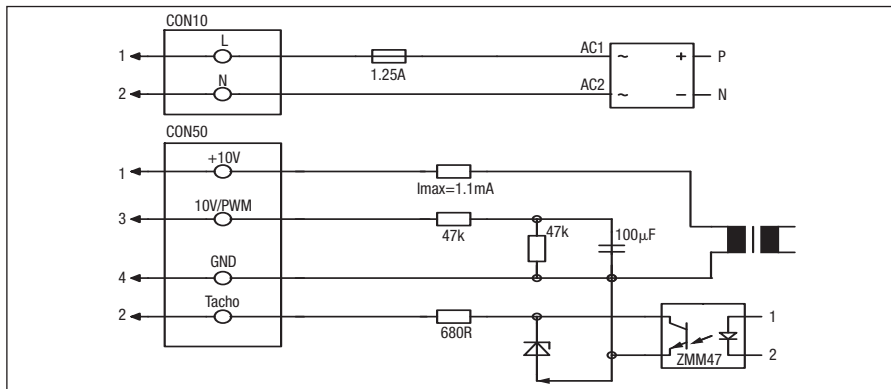 CON10
L
1
1.25A
AC1
~
+
P
N
2
AC2
~
−
N
CON50
+10V
1
Imax=1.1mA
10V/PWM
3
47k
47k
100µF
GND
4
Tacho
2
680R
1
2
ZMM47